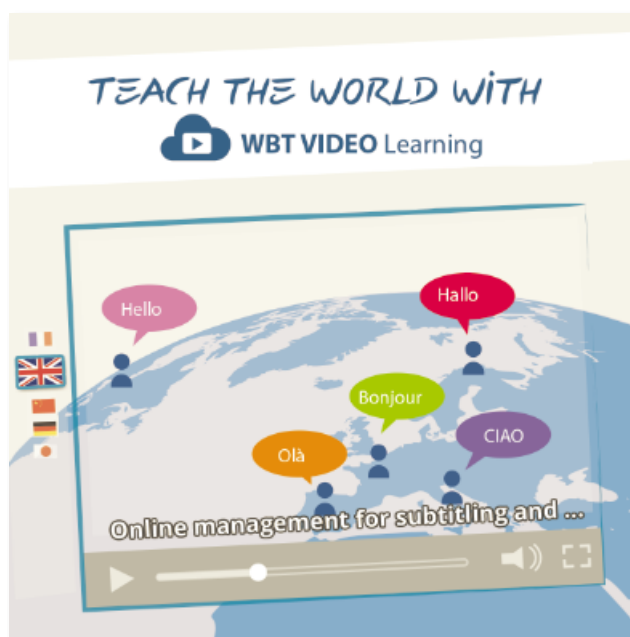 TEACH THE WORLD WiTH
WBT VIDEO Learning
Hello
Hallo
Bonjour
CIAO
Olà
Online management for subtitling and ...